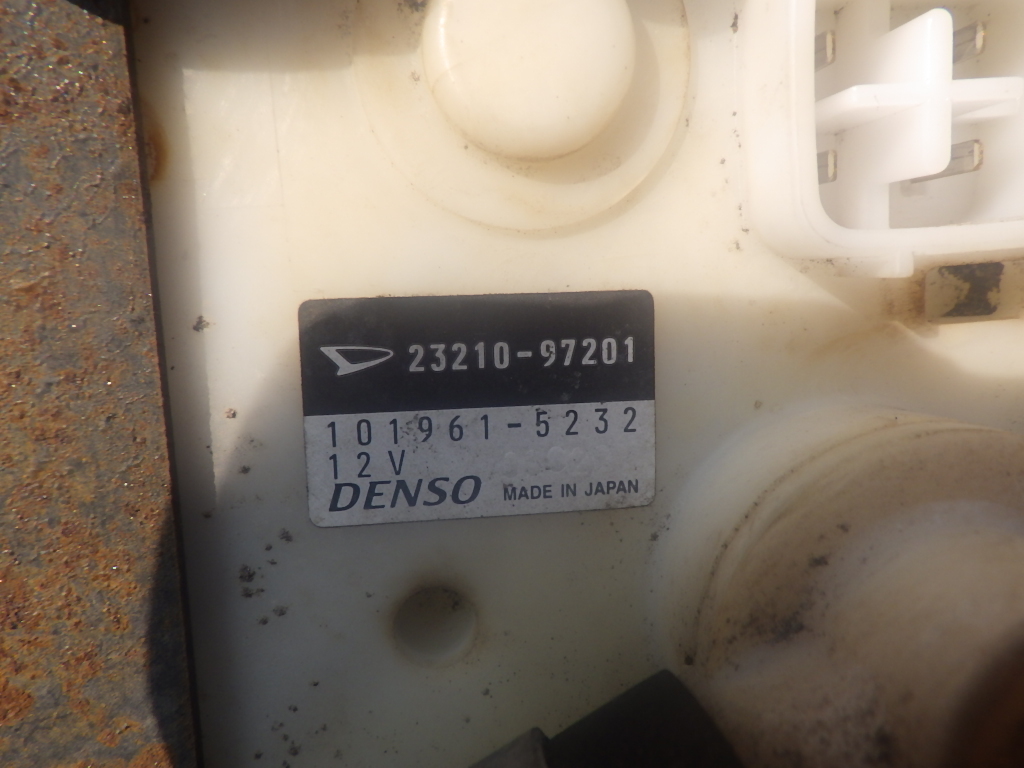 23210-97201
101961-5232
12V
DENSO MADE IN JAPAN